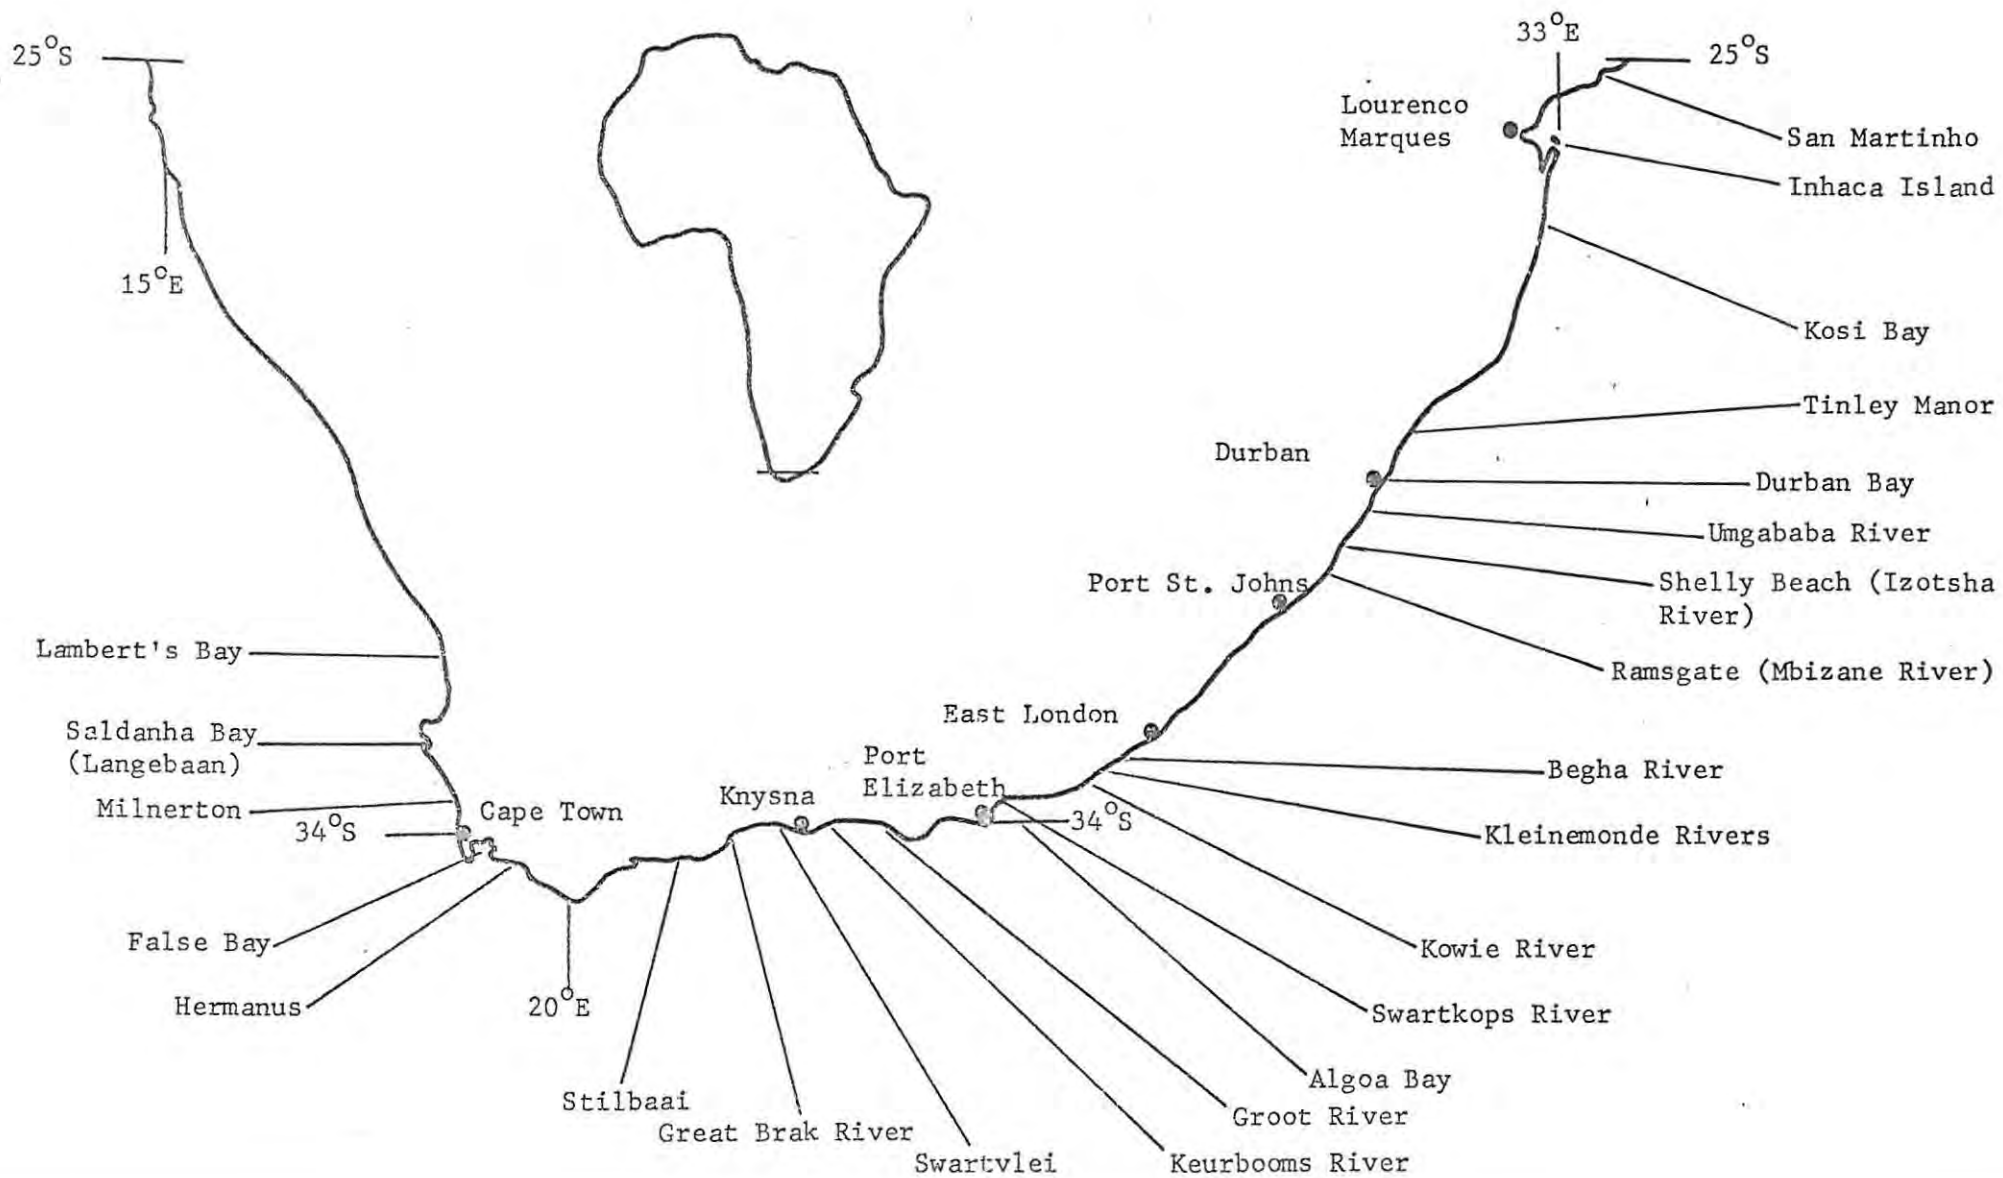 25°S
33°E
25°S
Lourenco
Marques
San Martinho
Inhaca Island
15°E
Kosi Bay
Tinley Manor
Durban
Durban Bay
Umgababa River
Port St. Johns
Shelly Beach (Izotsha
River)
Lambert's Bay
Ramsgate (Mbizane River)
East London
Saldanha Bay
(Langebaan)
Port
Elizabeth
Begha River
Knysna
Milnerton
Cape Town
34°S
34°S
Kleinemonde Rivers
False Bay
Kowie River
Hermanus
20°E
Swartkops River
Algoa Bay
Stilbaai
Groot River
Great Brak River
Swartvlei
Keurbooms River